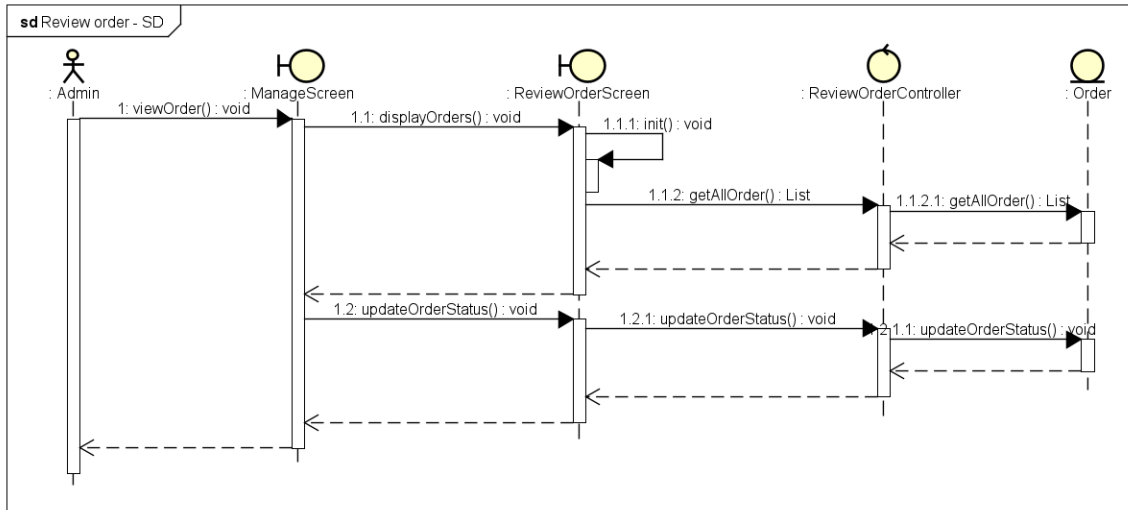 sd Review order - SD
: Admin
: ManageScreen
: ReviewOrderScreen
: ReviewOrderController
: Order
1: viewOrder() : void
1.1: displayOrders() : void
1.1.1: init() : void
1.1.2: getAllOrder() : List
1.1.2.1: getAllOrder() : List
1.2: updateOrderStatus() : void
1.2.1: updateOrderStatus() : void
1.2.1.1: updateOrderStatus() : void